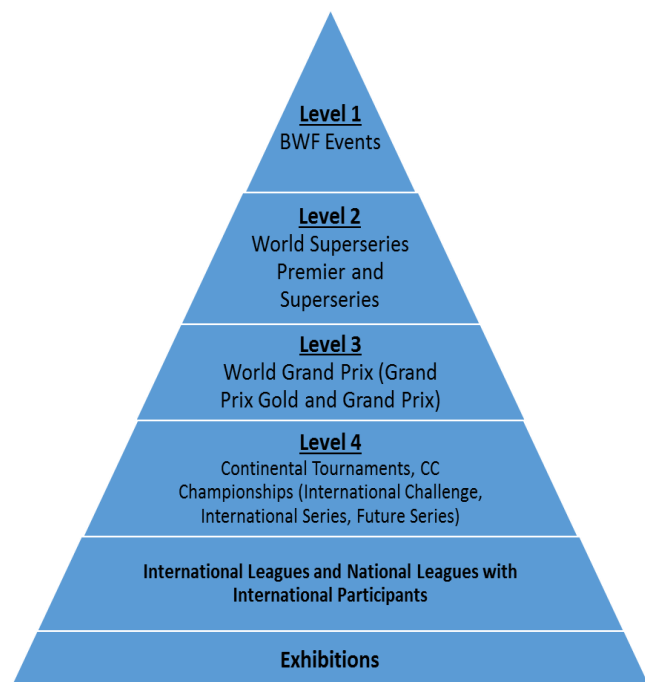 Level 1
BWF Events
Level 2
World Superseries
Premier and
Superseries
Level 3
World Grand Prix (Grand
Prix Gold and Grand Prix)
Level 4
Continental Tournaments, CC
Championships (International Challenge,
International Series, Future Series)
International Leagues and National Leagues with
International Participants
Exhibitions